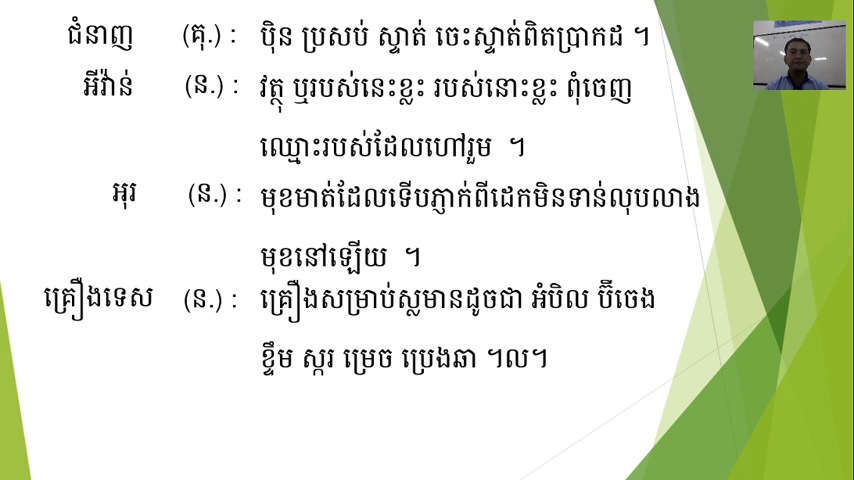 ជំនាញ (គុ.) : ប៉ិន ប្រសប់ ស្ទាត់ ចេះស្ទាត់ពិតប្រាកដ ។
អីវ៉ាន់ (ន.) : វត្ថុ ឬរបស់នេះខ្លះ របស់នោះខ្លះ ពុំចេញ
ឈ្មោះរបស់ដែលហៅរួម ។
អុរ (ន.) : មុខមាត់ដែលទើបភ្ញាក់ពីដេកមិនទាន់លុបលាង
មុខនៅឡើយ ។
គ្រឿងទេស (ន.) : គ្រឿងសម្រាប់ស្លមានដូចជា អំបិល ប៊ីចេង
ខ្ទឹម ស្ករ ម្រេច ប្រេងឆា ។ល។